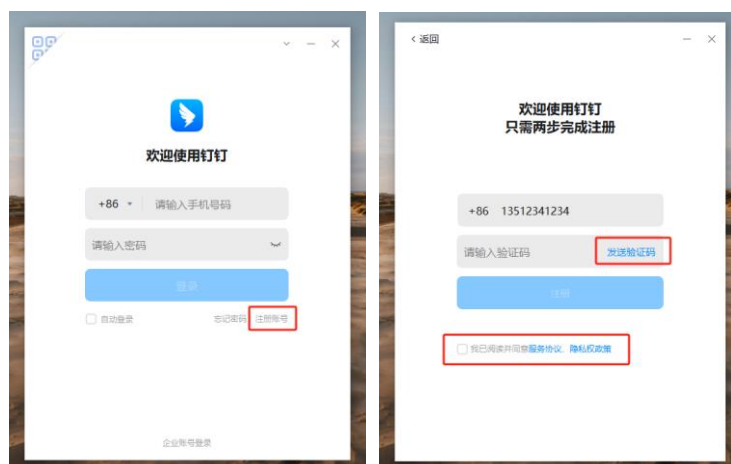 欢迎使用钉钉
+86 请输入手机号码
请输入密码
登录
自动登录 忘记密码 注册账号
企业账号登录
返回
欢迎使用钉钉
只需两步完成注册
+86 13512341234
请输入验证码 发送验证码
注册
我已阅读并同意服务协议、隐私权政策